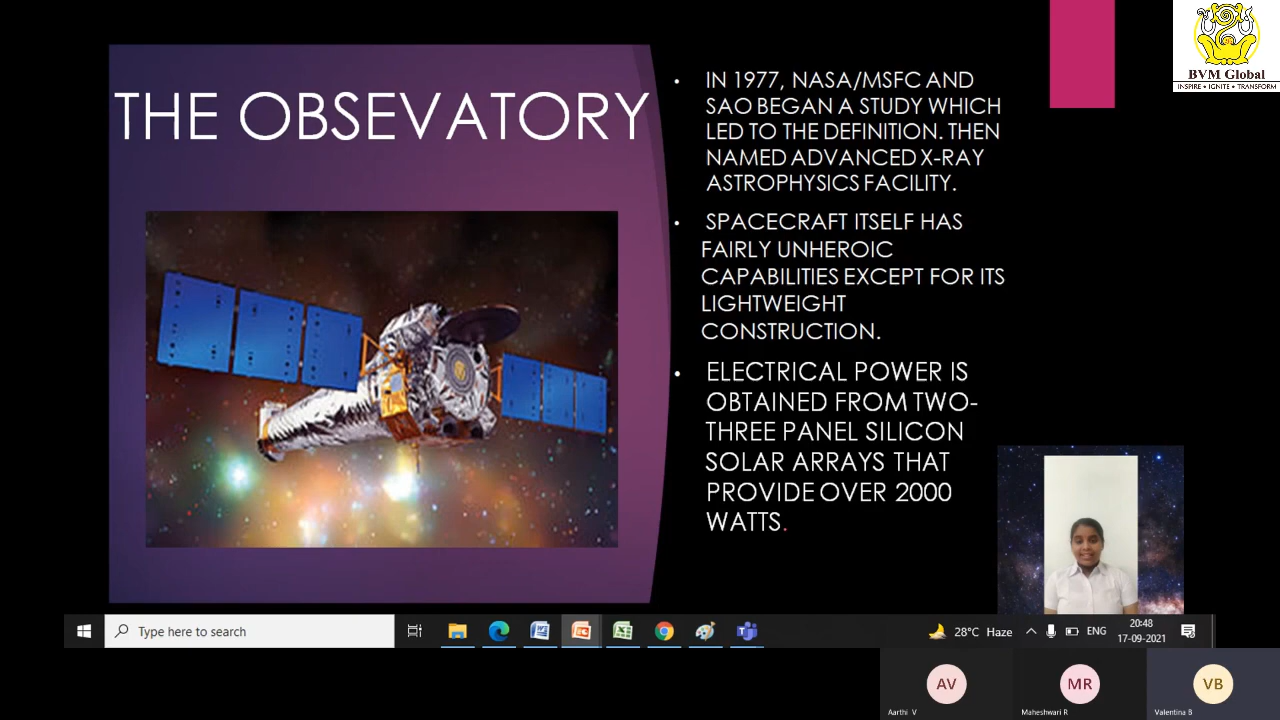 THE OBSEVATORY
• IN 1977, NASA/MSFC AND
SAO BEGAN A STUDY WHICH
LED TO THE DEFINITION. THEN
NAMED ADVANCED X-RAY
ASTROPHYSICS FACILITY.
• SPACECRAFT ITSELF HAS
FAIRLY UNHEROIC
CAPABILITIES EXCEPT FOR ITS
LIGHTWEIGHT
CONSTRUCTION.
• ELECTRICAL POWER IS
OBTAINED FROM TWO-
THREE PANEL SILICON
SOLAR ARRAYS THAT
PROVIDE OVER 2000
WATTS.
BVM Global
INSPIRE • IGNITE • TRANSFORM
Type here to search
28°C Haze
ENG
20:48
17-09-2021
AV
Aarthi V
MR
Maheshwari R
VB
Valentina B